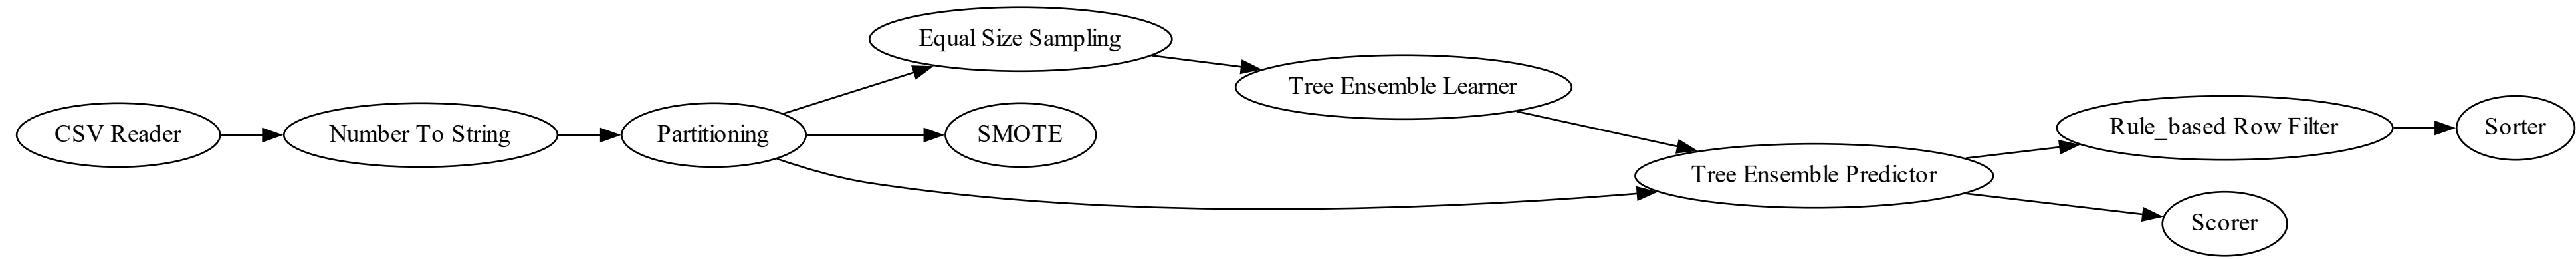 CSV Reader
Number To String
Partitioning
Equal Size Sampling
SMOTE
Tree Ensemble Learner
Tree Ensemble Predictor
Rule_based Row Filter
Scorer
Sorter